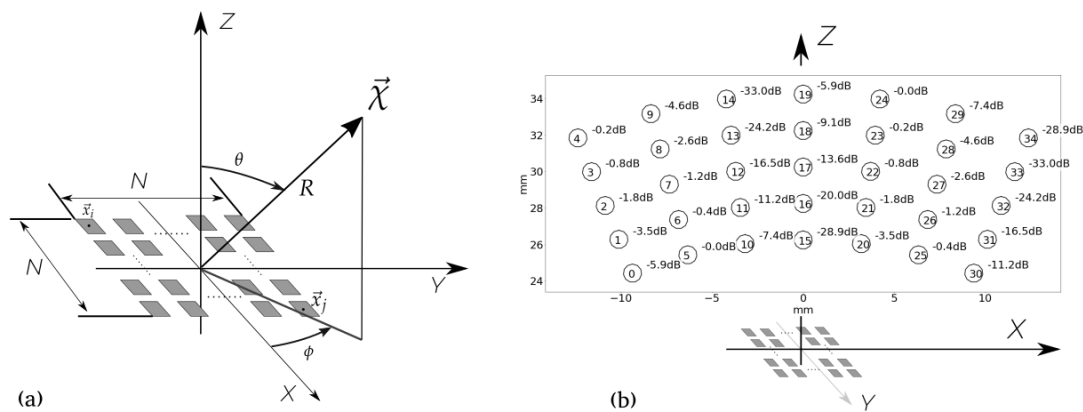 Z
χ⃗
θ
R
N
x⃗ᵢ
N
Y
x⃗ⱼ
ϕ
X
(a)
Z
34
32
30
28
26
24
mm
19 -5.9dB
14 -33.0dB
24 -0.0dB
9 -4.6dB
29 -7.4dB
4 -0.2dB
13 -24.2dB
18 -9.1dB
23 -0.2dB
34 -28.9dB
8 -2.6dB
28 -4.6dB
3 -0.8dB
12 -16.5dB
17 -13.6dB
22 -0.8dB
33 -33.0dB
7 -1.2dB
27 -2.6dB
2 -1.8dB
11 -11.2dB
16 -20.0dB
21 -1.8dB
32 -24.2dB
6 -0.4dB
26 -1.2dB
1 -3.5dB
10 -7.4dB
15 -28.9dB
20 -3.5dB
31 -16.5dB
5 -0.0dB
25 -0.4dB
0 -5.9dB
30 -11.2dB
−10 −5 0 5 10
mm
X
Y
(b)